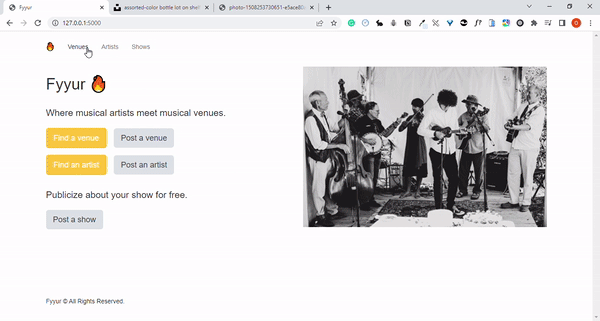 Fyyur
assorted-color bottle lot on shel
photo-1508253730651-e5ace80
127.0.0.1:5000
Venues Artists Shows
Fyyur
Where musical artists meet musical venues.
Find a venue Post a venue
Find an artist Post an artist
Publicize about your show for free.
Post a show
Fyyur © All Rights Reserved.